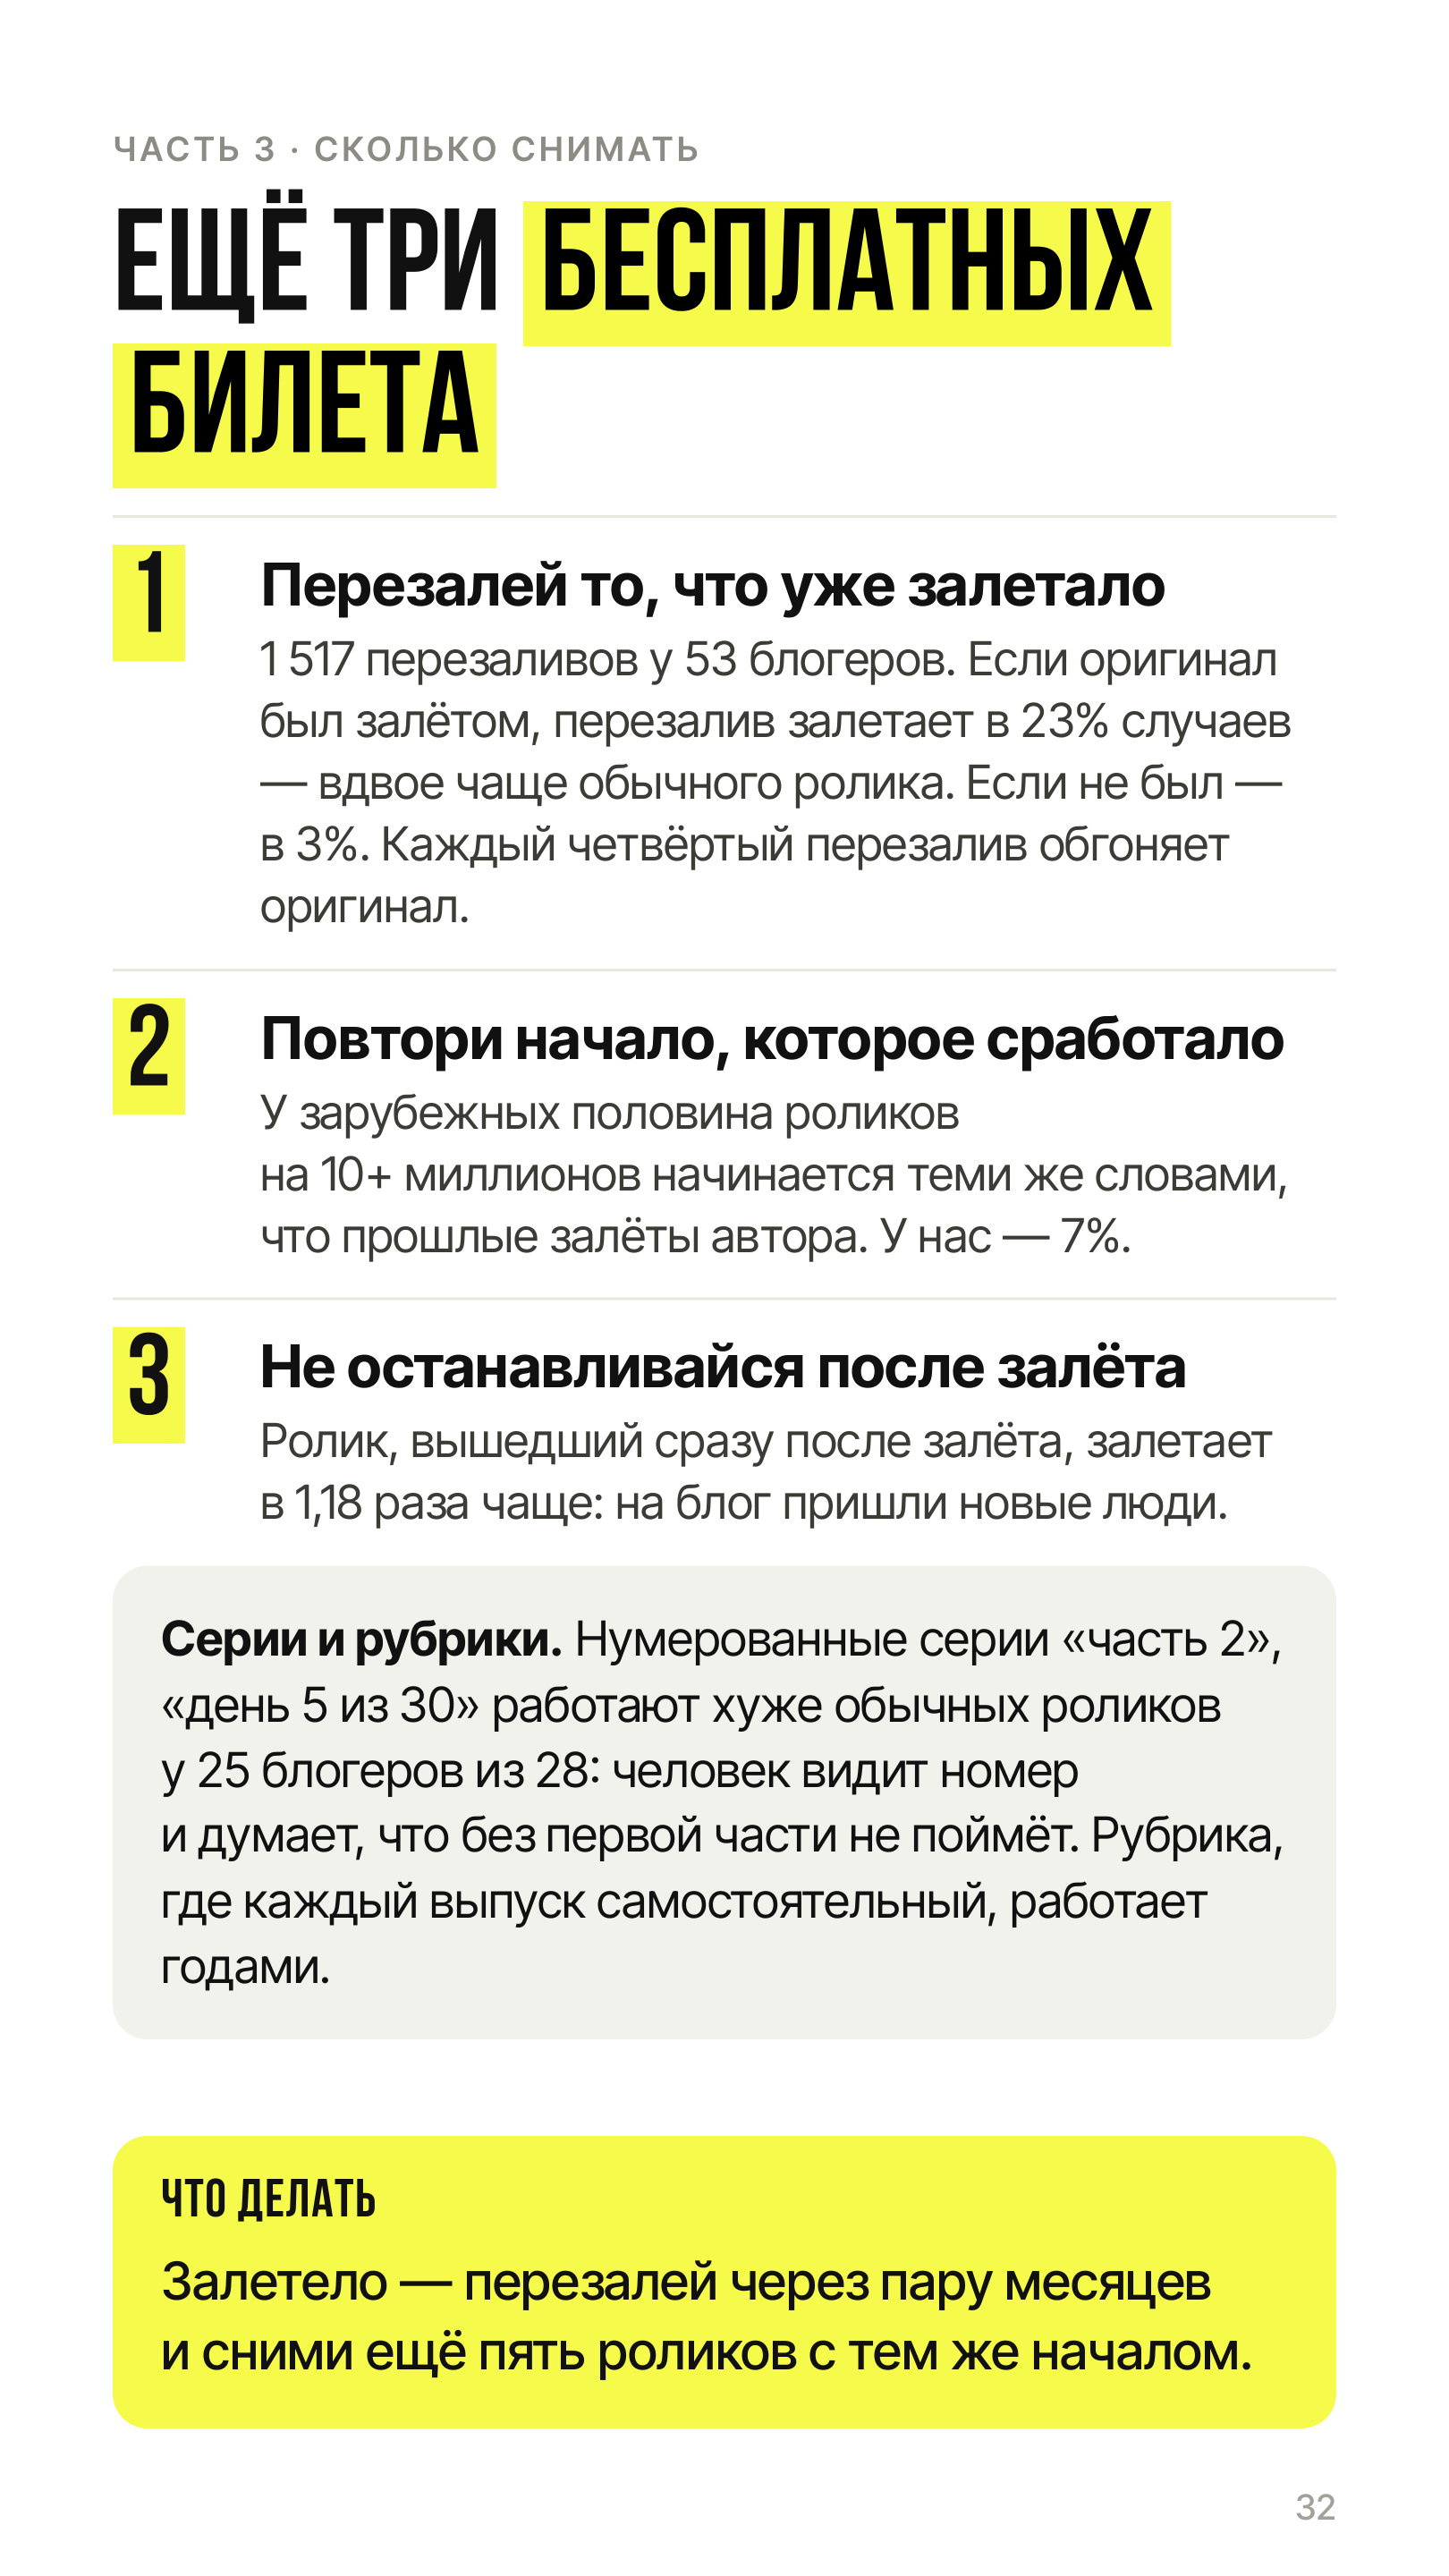 ЧАСТЬ 3 · СКОЛЬКО СНИМАТЬ
ЕЩЁ ТРИ БЕСПЛАТНЫХ
БИЛЕТА
1
Перезалей то, что уже залетало
1 517 перезаливов у 53 блогеров. Если оригинал
был залётом, перезалив залетает в 23% случаев
— вдвое чаще обычного ролика. Если не был —
в 3%. Каждый четвёртый перезалив обгоняет
оригинал.
2
Повтори начало, которое сработало
У зарубежных половина роликов
на 10+ миллионов начинается теми же словами,
что прошлые залёты автора. У нас — 7%.
3
Не останавливайся после залёта
Ролик, вышедший сразу после залёта, залетает
в 1,18 раза чаще: на блог пришли новые люди.
Серии и рубрики. Нумерованные серии «часть 2»,
«день 5 из 30» работают хуже обычных роликов
у 25 блогеров из 28: человек видит номер
и думает, что без первой части не поймёт. Рубрика,
где каждый выпуск самостоятельный, работает
годами.
ЧТО ДЕЛАТЬ
Залетело — перезалей через пару месяцев
и сними ещё пять роликов с тем же началом.
32